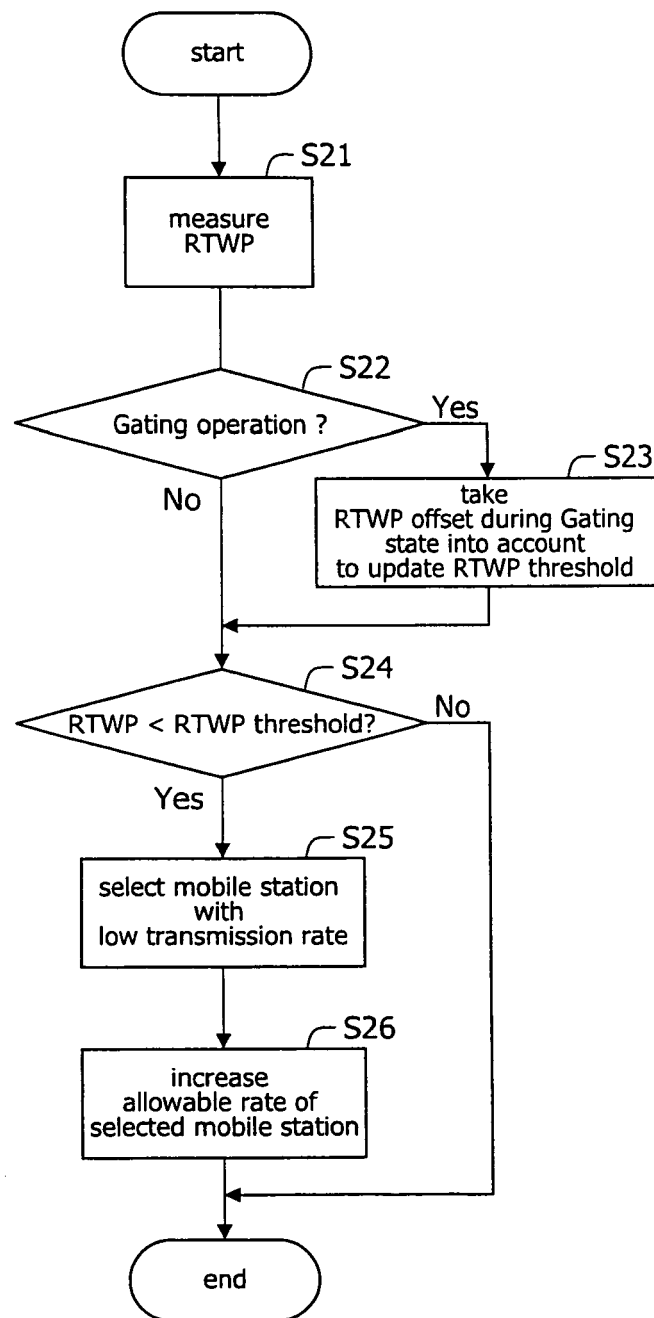 start
S21
measure
RTWP
S22
Gating operation ?
Yes
No
S23
take
RTWP offset during Gating
state into account
to update RTWP threshold
S24
RTWP < RTWP threshold?
No
Yes
S25
select mobile station
with
low transmission rate
S26
increase
allowable rate of
selected mobile station
end